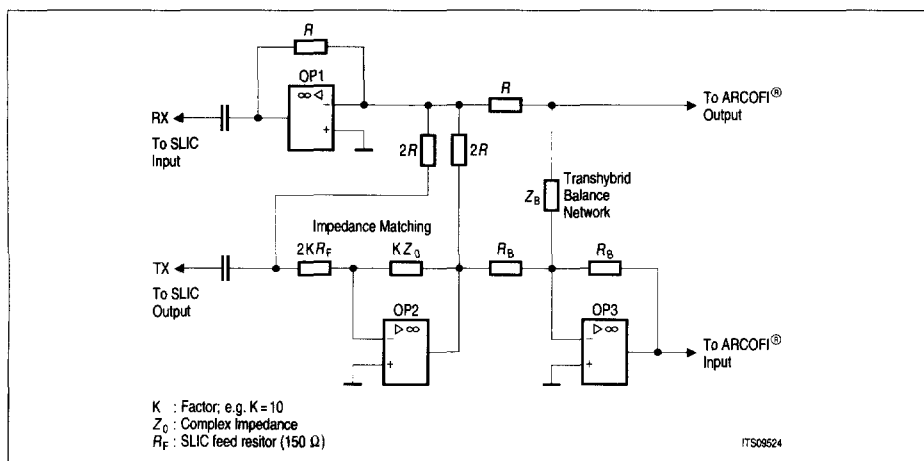 R
OP1
∞
−
+
RX
To SLIC
Input
R
To ARCOFI®
Output
2R
2R
Transhybrid
Balance
Network
Z_B
Impedance Matching
TX
To SLIC
Output
2KR_F
KZ_0
R_B
R_B
OP2
∞
−
+
OP3
∞
−
+
To ARCOFI®
Input
K : Factor; e.g. K = 10
Z_0 : Complex Impedance
R_F : SLIC feed resitor (150 Ω)
ITS09524